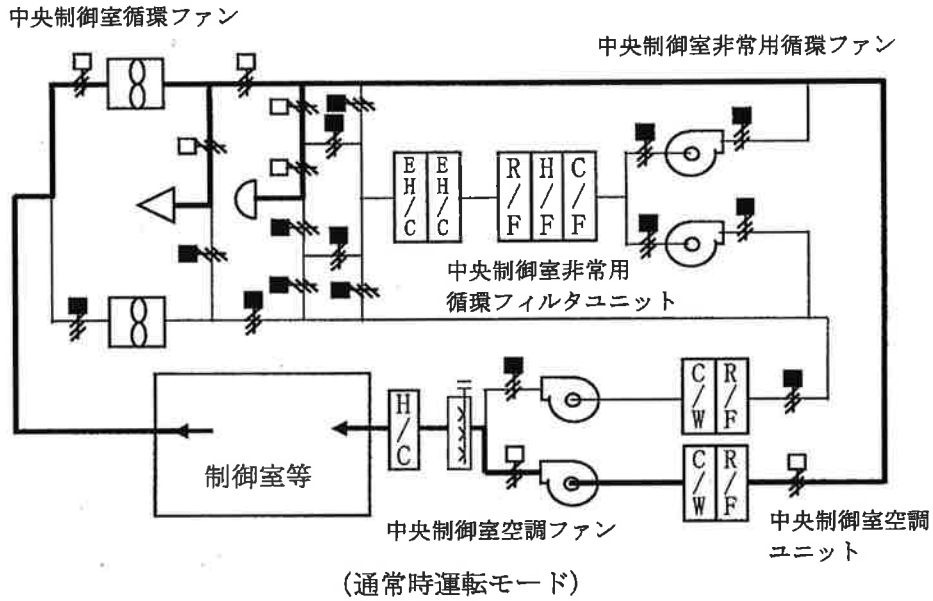 中央制御室循環ファン
中央制御室非常用循環ファン
EH/C
EH/C
R/F
H/F
C/F
中央制御室非常用
循環フィルタユニット
C/W
R/F
H/C
制御室等
C/W
R/F
中央制御室空調ファン
中央制御室空調
ユニット
(通常時運転モード)